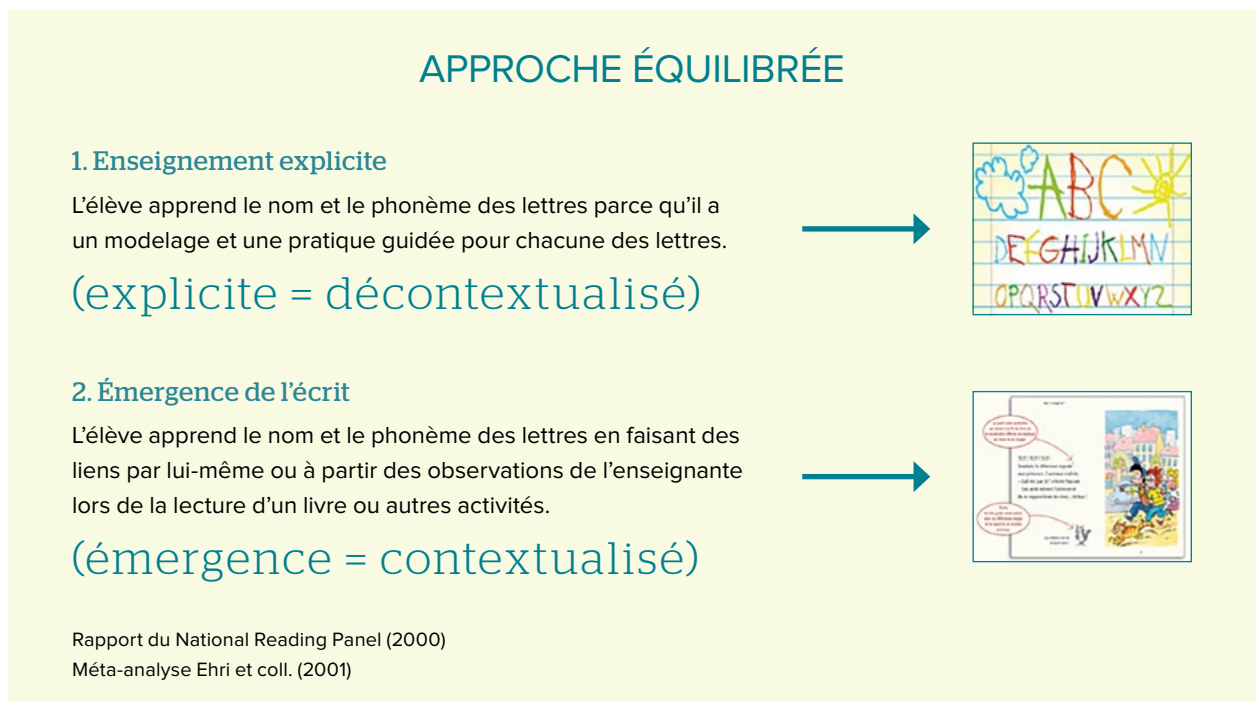 APPROCHE ÉQUILIBRÉE
1. Enseignement explicite
L'élève apprend le nom et le phonème des lettres parce qu'il a
un modelage et une pratique guidée pour chacune des lettres.
(explicite = décontextualisé)
ABC
DEFGHIJKLMN
OPQRSTUVWXYZ
2. Émergence de l'écrit
L'élève apprend le nom et le phonème des lettres en faisant des
liens par lui-même ou à partir des observations de l'enseignante
lors de la lecture d'un livre ou autres activités.
(émergence = contextualisé)
Rapport du National Reading Panel (2000)
Méta-analyse Ehri et coll. (2001)